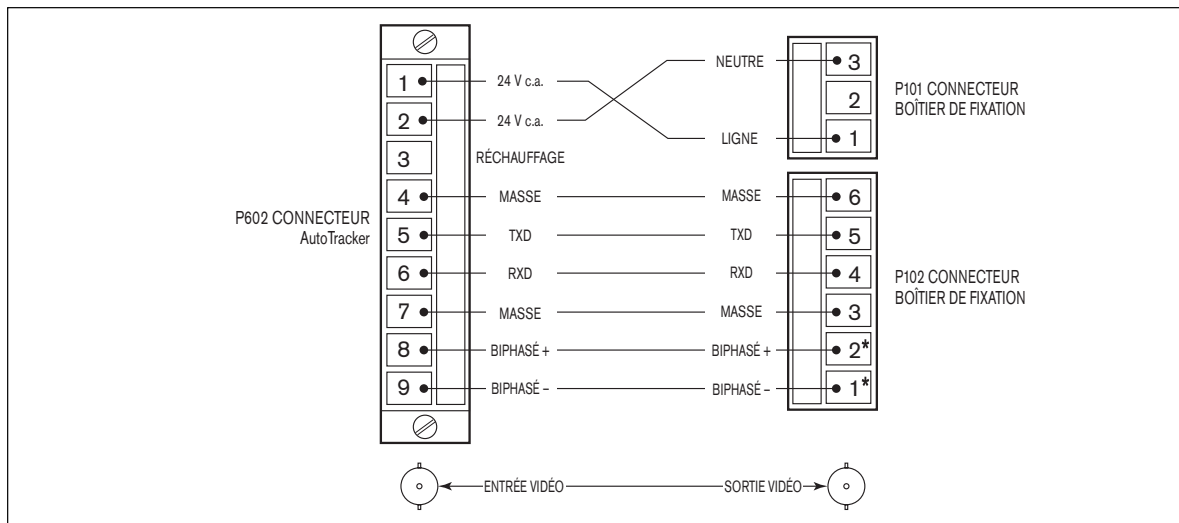 1 24 V c.a. NEUTRE 3
2 24 V c.a. 2
P101 CONNECTEUR
BOÎTIER DE FIXATION
3 RÉCHAUFFAGE LIGNE 1
P602 CONNECTEUR
AutoTracker
4 MASSE MASSE 6
5 TXD TXD 5
6 RXD RXD 4
P102 CONNECTEUR
BOÎTIER DE FIXATION
7 MASSE MASSE 3
8 BIPHASÉ + BIPHASÉ + 2*
9 BIPHASÉ – BIPHASÉ – 1*
ENTRÉE VIDÉO SORTIE VIDÉO